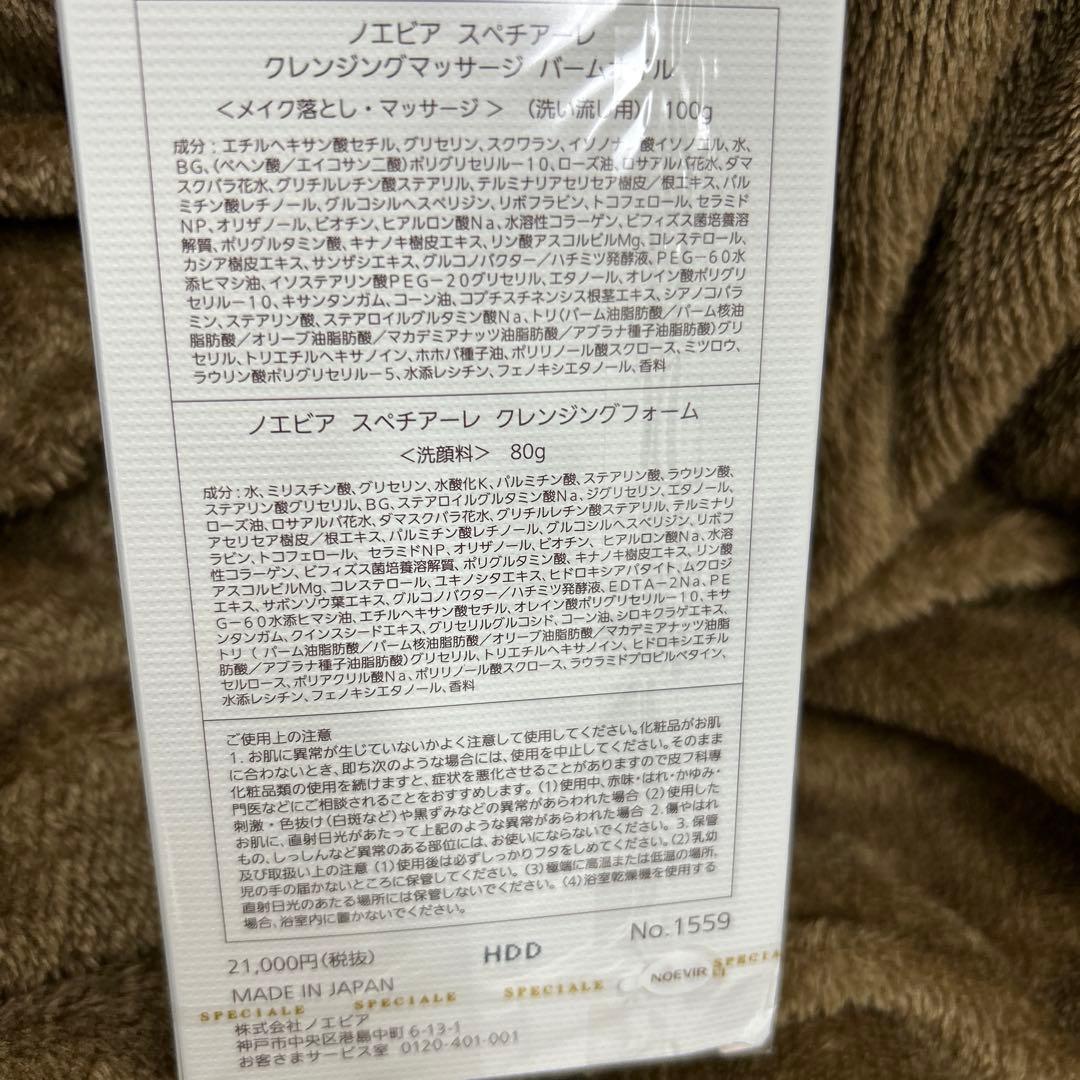 ノエビア スペチアーレ
クレンジングマッサージ バーム オイル
＜メイク落とし・マッサージ＞ （洗い流し用） 100g
成分：エチルヘキサン酸セチル、グリセリン、スクワラン、イソノナン酸イソノニル、水、
BG、（ベヘン酸／エイコサン二酸）ポリグリセリル－10、ローズ油、ロサアルバ花水、ダマ
スクバラ花水、グリチルレチン酸ステアリル、テルミナリアセリセア樹皮／根エキス、パル
ミチン酸レチノール、グルコシルヘスペリジン、リボフラビン、トコフェロール、セラミド
NP、オリザノール、ビオチン、ヒアルロン酸Na、水溶性コラーゲン、ビフィズス菌培養溶
解質、ポリグルタミン酸、キナノキ樹皮エキス、リン酸アスコルビルMg、コレステロール、
カシア樹皮エキス、サンザシエキス、グルコノバクター／ハチミツ発酵液、PEG－60水
添ヒマシ油、イソステアリン酸PEG－20グリセリル、エタノール、オレイン酸ポリグリ
セリル－10、キサンタンガム、コーン油、コプチスチネンシス根茎エキス、シアノコバラ
ミン、ステアリン酸、ステアロイルグルタミン酸Na、トリ（パーム油脂肪酸／パーム核油
脂肪酸／オリーブ油脂肪酸／マカデミアナッツ油脂肪酸／アブラナ種子油脂肪酸）グリ
セリル、トリエチルヘキサノイン、ホホバ種子油、ポリリノール酸スクロース、ミツロウ、
ラウリン酸ポリグリセリル－5、水添レシチン、フェノキシエタノール、香料
ノエビア スペチアーレ クレンジングフォーム
＜洗顔料＞ 80g
成分：水、ミリスチン酸、グリセリン、水酸化K、パルミチン酸、ステアリン酸、ラウリン酸、
ステアリン酸グリセリル、BG、ステアロイルグルタミン酸Na、ジグリセリン、エタノール、
ローズ油、ロサアルバ花水、ダマスクバラ花水、グリチルレチン酸ステアリル、テルミナリ
アセリセア樹皮／根エキス、パルミチン酸レチノール、グルコシルヘスペリジン、リボフ
ラビン、トコフェロール、セラミドNP、オリザノール、ビオチン、ヒアルロン酸Na、水溶
性コラーゲン、ビフィズス菌培養溶解質、ポリグルタミン酸、キナノキ樹皮エキス、リン酸
アスコルビルMg、コレステロール、ユキノシタエキス、ヒドロキシアパタイト、ムクロジ
エキス、サボンソウ葉エキス、グルコノバクター／ハチミツ発酵液、EDTA－2Na、PE
G－60水添ヒマシ油、エチルヘキサン酸セチル、オレイン酸ポリグリセリル－10、キサ
ンタンガム、クインスシードエキス、グリセリルグルコシド、コーン油、シロキクラゲエキス、
トリ（パーム油脂肪酸／パーム核油脂肪酸／オリーブ油脂肪酸／マカデミアナッツ油脂
肪酸／アブラナ種子油脂肪酸）グリセリル、トリエチルヘキサノイン、ヒドロキシエチル
セルロース、ポリアクリル酸Na、ポリリノール酸スクロース、ラウラミドプロピルベタイン、
水添レシチン、フェノキシエタノール、香料
ご使用上の注意
1．お肌に異常が生じていないかよく注意して使用してください。化粧品がお肌
に合わないとき、即ち次のような場合には、使用を中止してください。そのまま
化粧品類の使用を続けますと、症状を悪化させることがありますので皮フ科専
門医などにご相談されることをおすすめします。（1）使用中、赤味・はれ・かゆみ・
刺激・色抜け（白斑など）や黒ずみなどの異常があらわれた場合（2）使用した
お肌に、直射日光があたって上記のような異常があらわれた場合 2．傷やはれ
もの、しっしんなど異常のある部位には、お使いにならないでください。3．保管
及び取扱い上の注意（1）使用後は必ずしっかりフタをしめてください。（2）乳幼
児の手の届かないところに保管してください。（3）極端に高温または低温の場所、
直射日光のあたる場所には保管しないでください。（4）浴室乾燥機を使用する
場合、浴室内に置かないでください。
21,000円（税抜） HDD No.1559
MADE IN JAPAN
SPECIALE SPECIALE SPECIALE NOEVIR SPECIA
株式会社ノエビア
神戸市中央区港島中町6-13-1
お客さまサービス室 0120-401-001